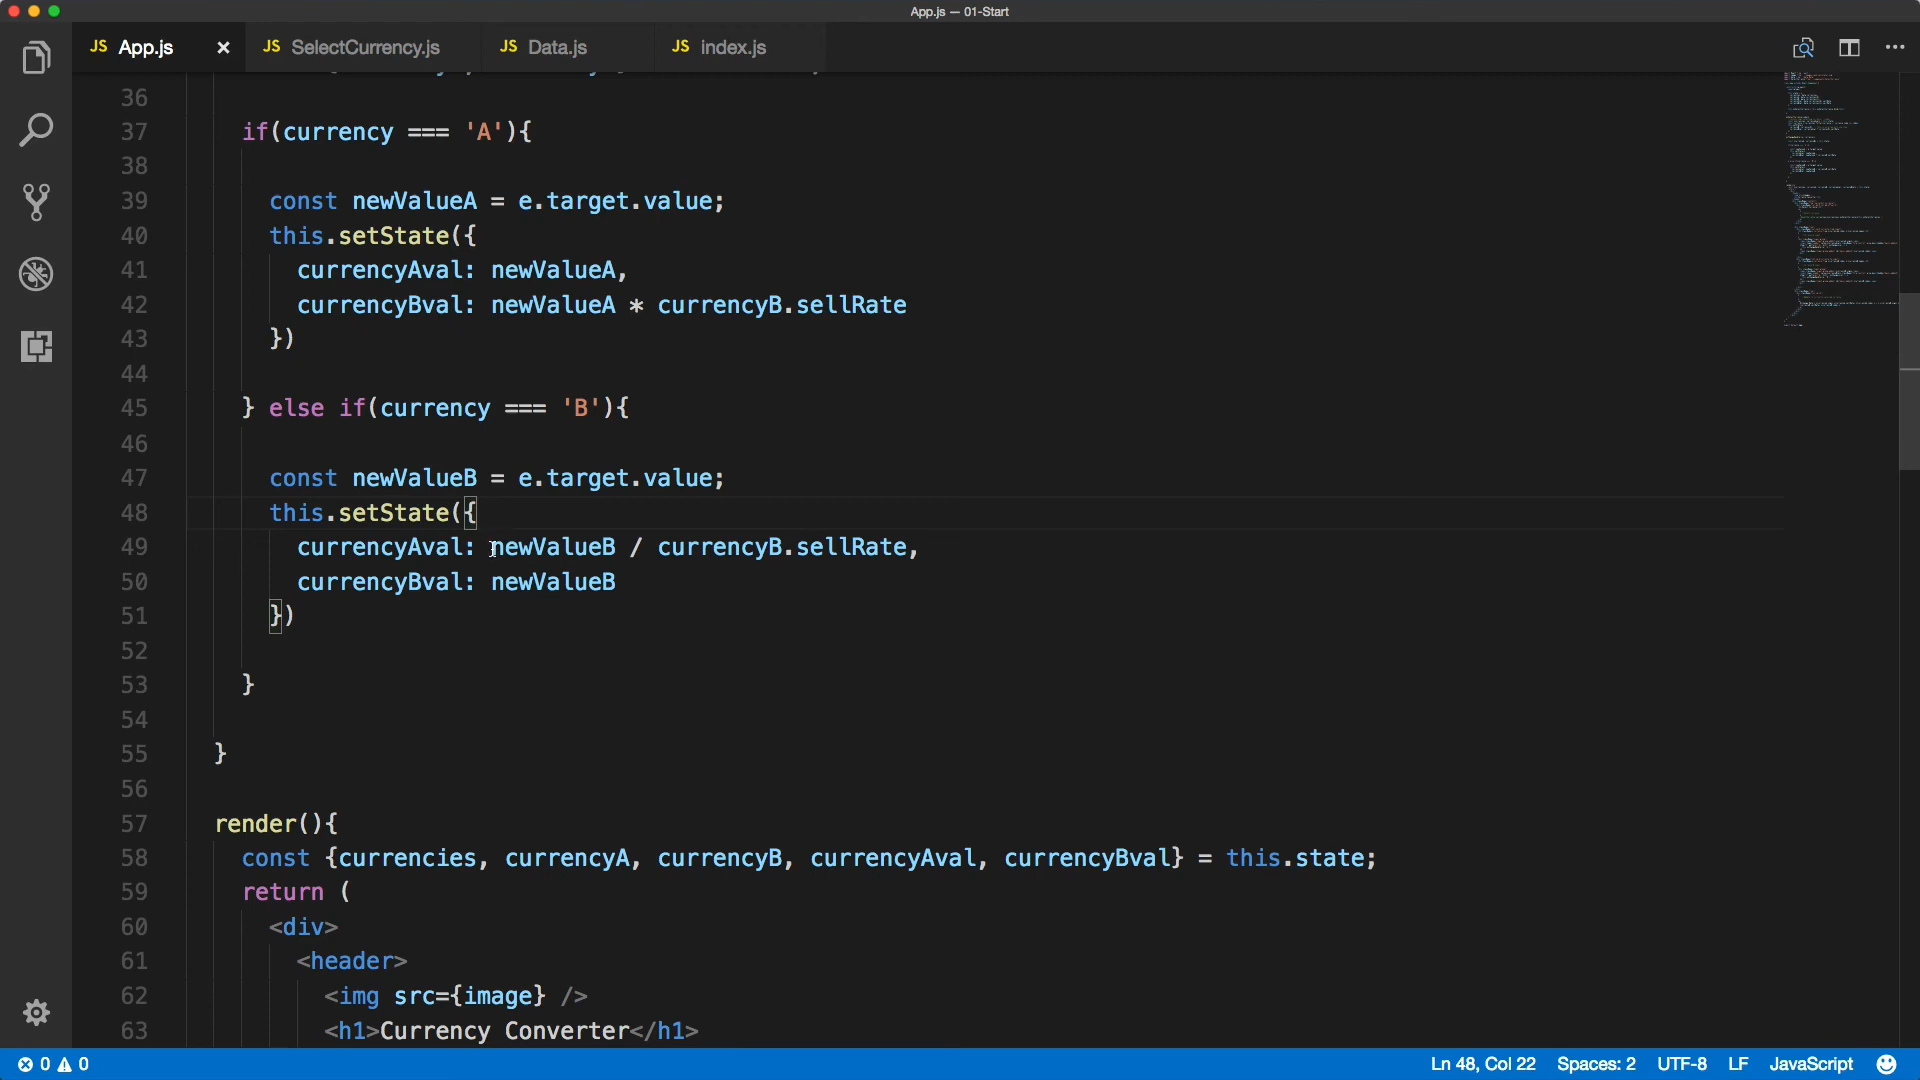 App.js — 01-Start
JS App.js JS SelectCurrency.js JS Data.js JS index.js
36
37 if(currency === 'A'){
38
39 const newValueA = e.target.value;
40 this.setState({
41 currencyAval: newValueA,
42 currencyBval: newValueA * currencyB.sellRate
43 })
44
45 } else if(currency === 'B'){
46
47 const newValueB = e.target.value;
48 this.setState({
49 currencyAval: newValueB / currencyB.sellRate,
50 currencyBval: newValueB
51 })
52
53 }
54
55 }
56
57 render(){
58 const {currencies, currencyA, currencyB, currencyAval, currencyBval} = this.state;
59 return (
60 <div>
61 <header>
62 <img src={image} />
63 <h1>Currency Converter</h1>
0 0 Ln 48, Col 22 Spaces: 2 UTF-8 LF JavaScript